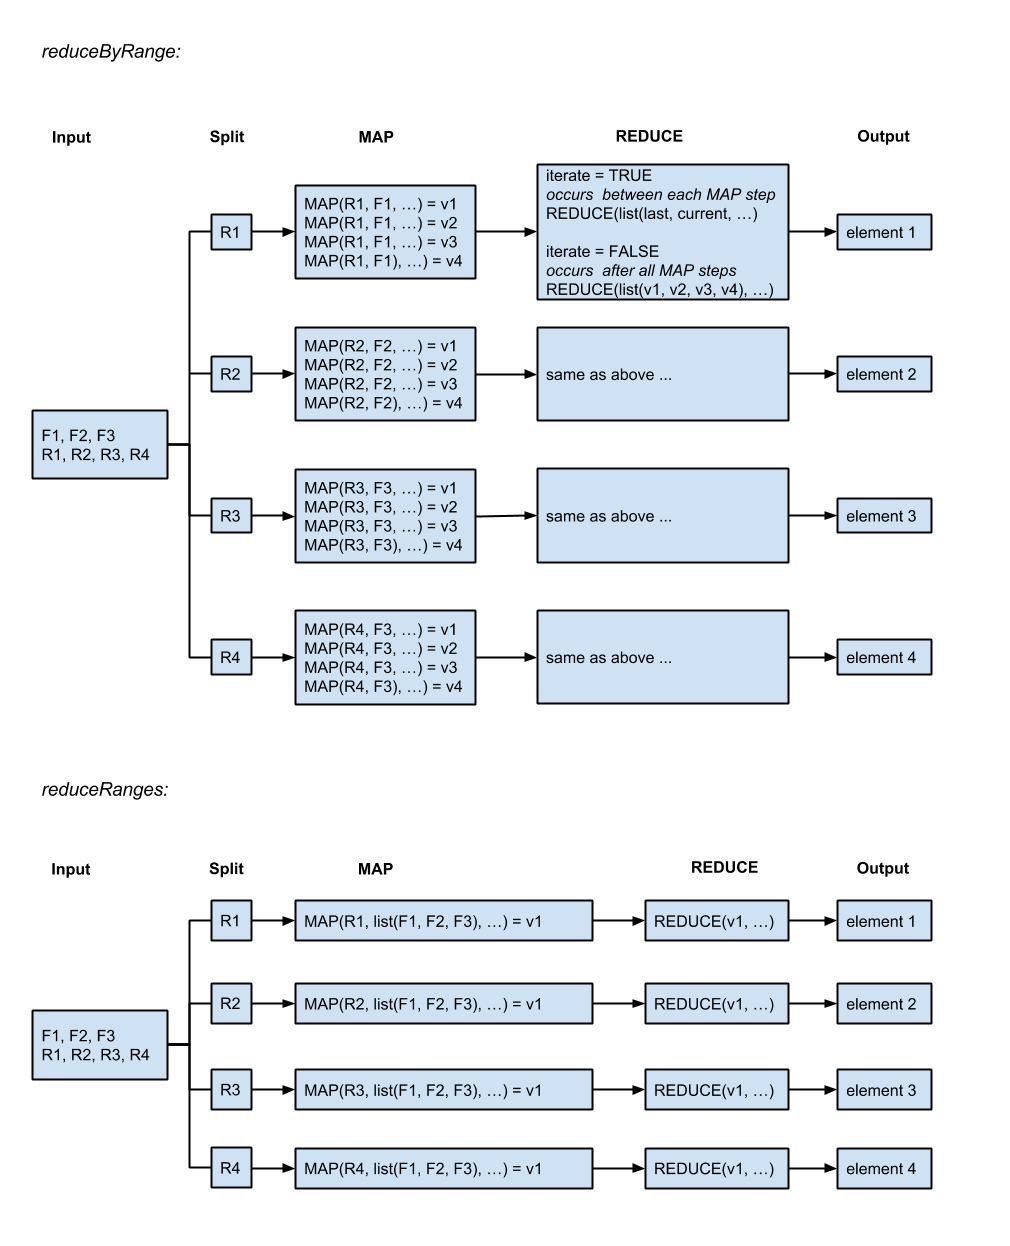 reduceByRange:
Input Split MAP REDUCE Output
R1
MAP(R1, F1, …) = v1
MAP(R1, F1, …) = v2
MAP(R1, F1, …) = v3
MAP(R1, F1), …) = v4
iterate = TRUE
occurs between each MAP step
REDUCE(list(last, current, …)
iterate = FALSE
occurs after all MAP steps
REDUCE(list(v1, v2, v3, v4), …)
element 1
R2
MAP(R2, F2, …) = v1
MAP(R2, F2, …) = v2
MAP(R2, F2, …) = v3
MAP(R2, F2), …) = v4
same as above ...
element 2
F1, F2, F3
R1, R2, R3, R4
R3
MAP(R3, F3, …) = v1
MAP(R3, F3, …) = v2
MAP(R3, F3, …) = v3
MAP(R3, F3), …) = v4
same as above ...
element 3
R4
MAP(R4, F3, …) = v1
MAP(R4, F3, …) = v2
MAP(R4, F3, …) = v3
MAP(R4, F3), …) = v4
same as above ...
element 4
reduceRanges:
Input Split MAP REDUCE Output
R1
MAP(R1, list(F1, F2, F3), …) = v1
REDUCE(v1, …)
element 1
R2
MAP(R2, list(F1, F2, F3), …) = v1
REDUCE(v1, …)
element 2
F1, F2, F3
R1, R2, R3, R4
R3
MAP(R3, list(F1, F2, F3), …) = v1
REDUCE(v1, …)
element 3
R4
MAP(R4, list(F1, F2, F3), …) = v1
REDUCE(v1, …)
element 4